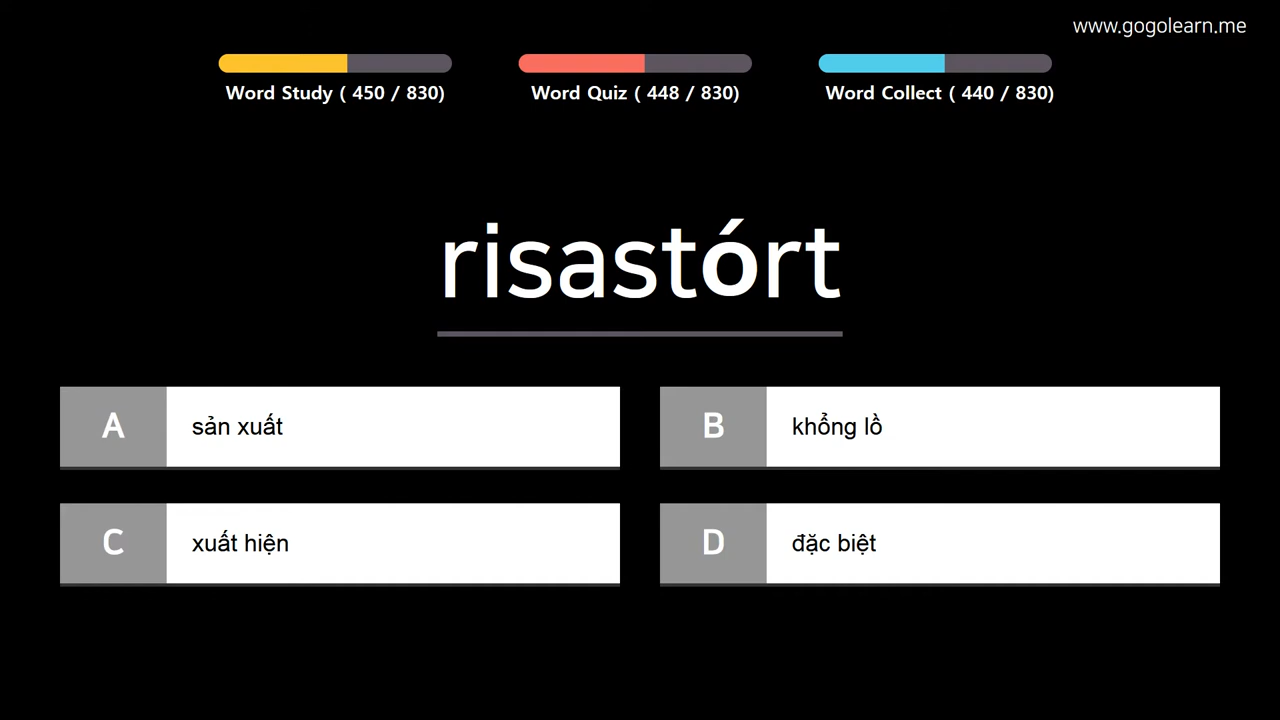 www.gogolearn.me
Word Study ( 450 / 830)
Word Quiz ( 448 / 830)
Word Collect ( 440 / 830)
risastórt
A sản xuất
B khổng lồ
C xuất hiện
D đặc biệt